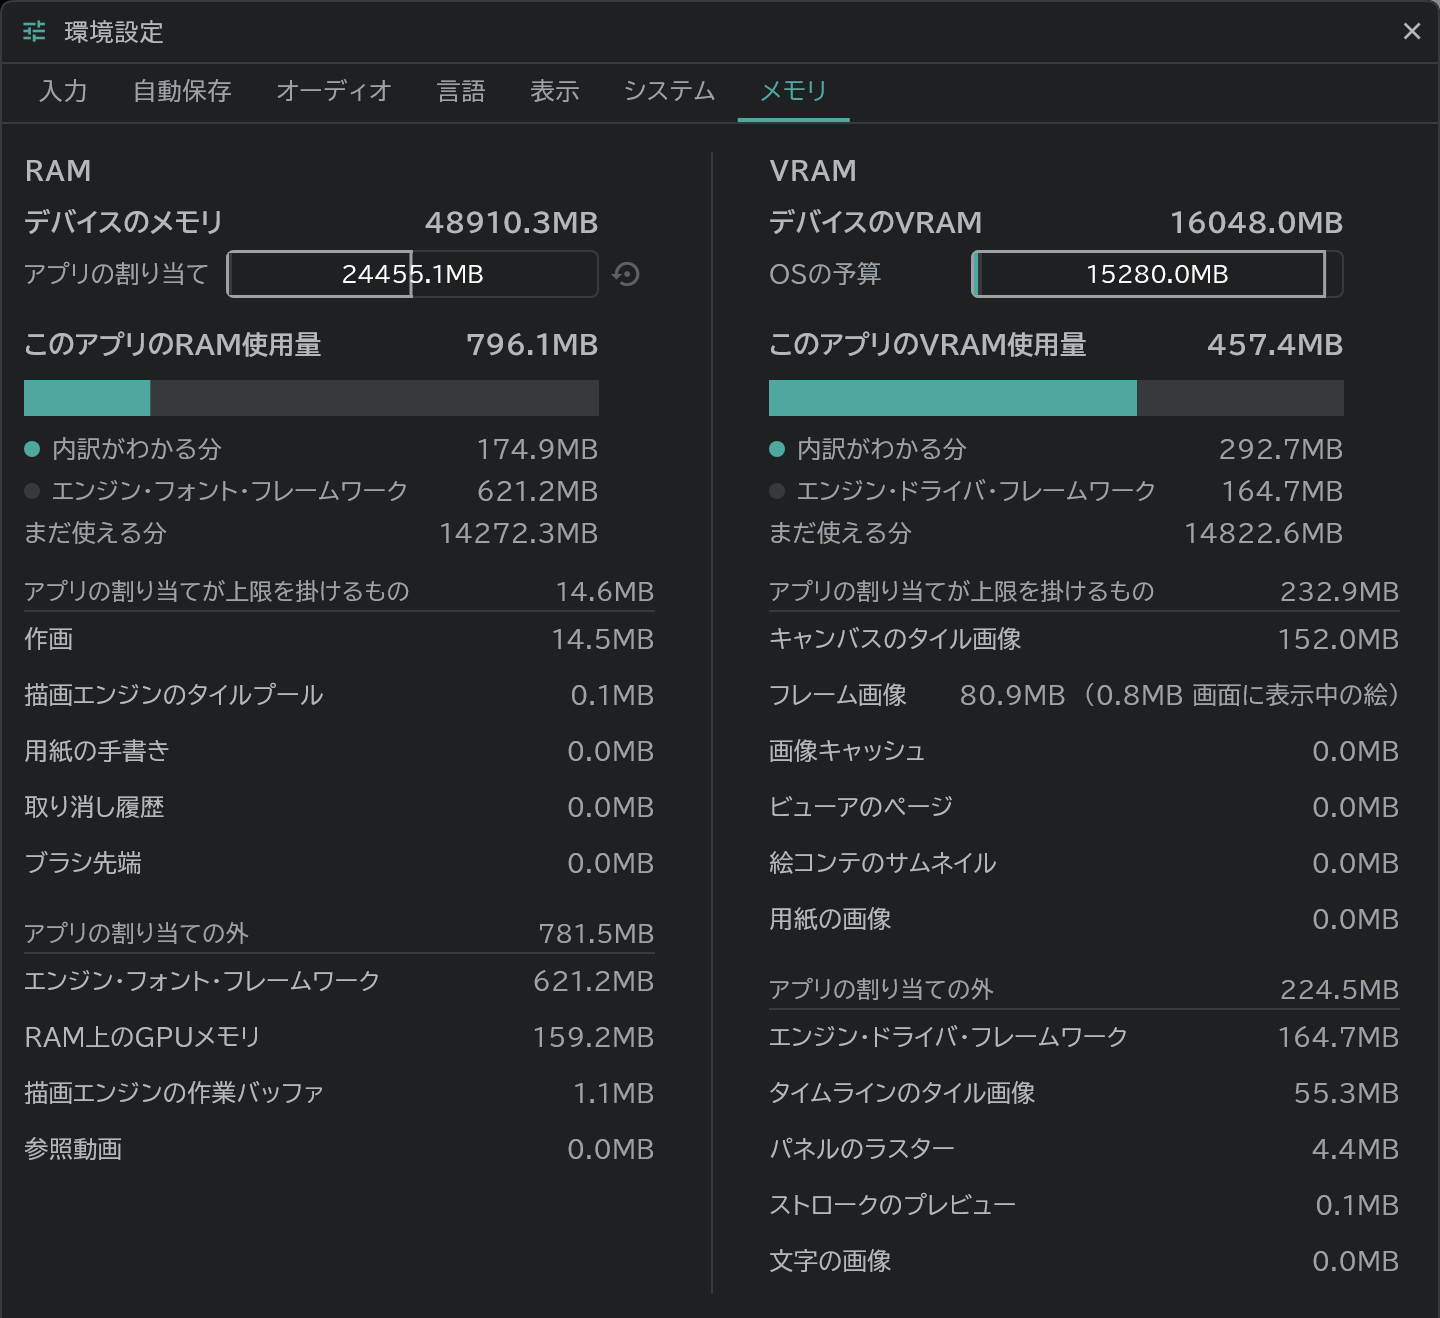 環境設定
入力 自動保存 オーディオ 言語 表示 システム メモリ
RAM
デバイスのメモリ 48910.3MB
アプリの割り当て 24455.1MB
このアプリのRAM使用量 796.1MB
内訳がわかる分 174.9MB
エンジン・フォント・フレームワーク 621.2MB
まだ使える分 14272.3MB
アプリの割り当てが上限を掛けるもの 14.6MB
作画 14.5MB
描画エンジンのタイルプール 0.1MB
用紙の手書き 0.0MB
取り消し履歴 0.0MB
ブラシ先端 0.0MB
アプリの割り当ての外 781.5MB
エンジン・フォント・フレームワーク 621.2MB
RAM上のGPUメモリ 159.2MB
描画エンジンの作業バッファ 1.1MB
参照動画 0.0MB
VRAM
デバイスのVRAM 16048.0MB
OSの予算 15280.0MB
このアプリのVRAM使用量 457.4MB
内訳がわかる分 292.7MB
エンジン・ドライバ・フレームワーク 164.7MB
まだ使える分 14822.6MB
アプリの割り当てが上限を掛けるもの 232.9MB
キャンバスのタイル画像 152.0MB
フレーム画像 80.9MB（0.8MB 画面に表示中の絵）
画像キャッシュ 0.0MB
ビューアのページ 0.0MB
絵コンテのサムネイル 0.0MB
用紙の画像 0.0MB
アプリの割り当ての外 224.5MB
エンジン・ドライバ・フレームワーク 164.7MB
タイムラインのタイル画像 55.3MB
パネルのラスター 4.4MB
ストロークのプレビュー 0.1MB
文字の画像 0.0MB